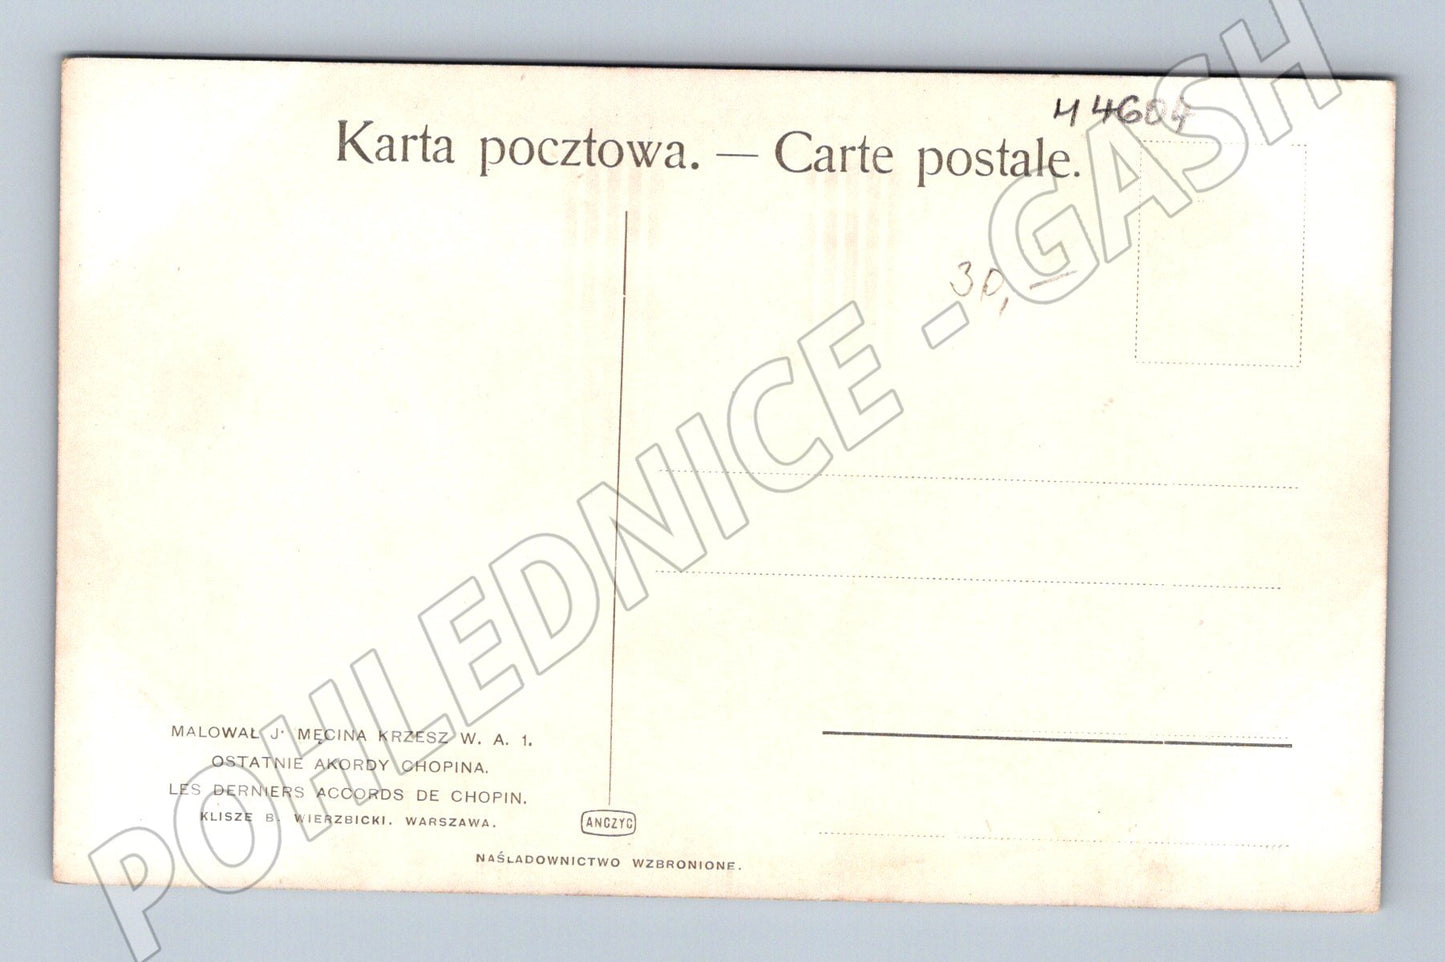 Karta pocztowa. — Carte postale.
44604
30,—
MALOWAŁ J. MĘCINA KRZESZ W. A. 1.
OSTATNIE AKORDY CHOPINA.
LES DERNIERS ACCORDS DE CHOPIN.
KLISZE B. WIERZBICKI. WARSZAWA.
ANCZYC
NAŚLADOWNICTWO WZBRONIONE.
POHLEDNICE - GASH